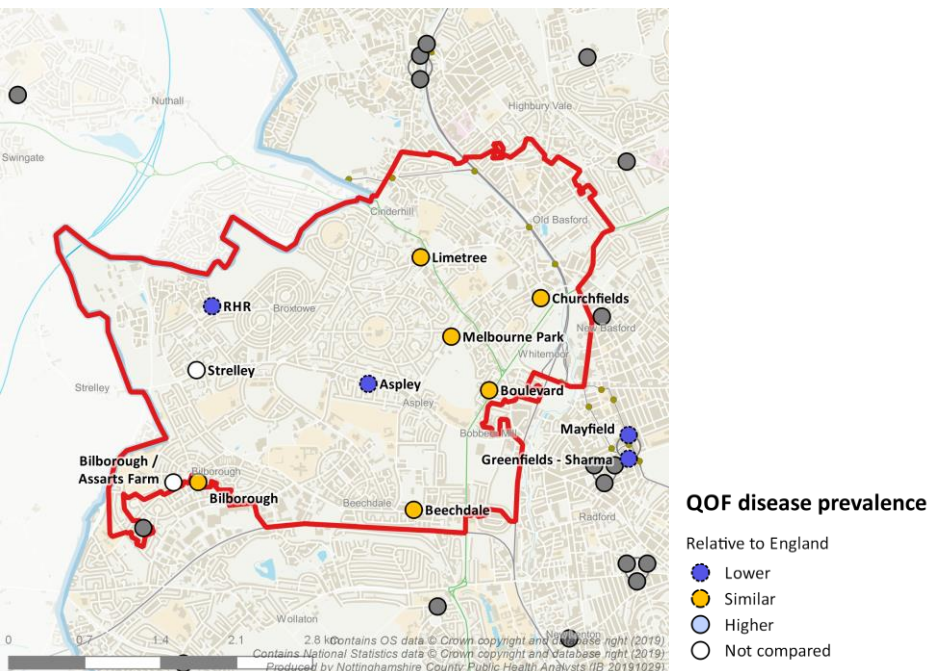 Nuthall
Highbury Vale
Swingate
Cinderhill
Old Basford
Limetree
Churchfields
RHR
Broxtowe
New Basford
Melbourne Park
Whitemoor
Strelley
Strelley
Aspley
Boulevard
Aspley
Mayfield
Bobbers Mill
Bilborough /
Assarts Farm
Greenfields - Sharma
Bilborough
Bilborough
Beechdale
Beechdale
Radford
QOF disease prevalence
Relative to England
Lower
Similar
Higher
Not compared
Wollaton
0 0.7 1.4 2.1 2.8 km
Contains OS data © Crown copyright and database right (2019)
Contains National Statistics data © Crown copyright and database right (2019)
Produced by Nottinghamshire County Public Health Analysts (IB 20191029)